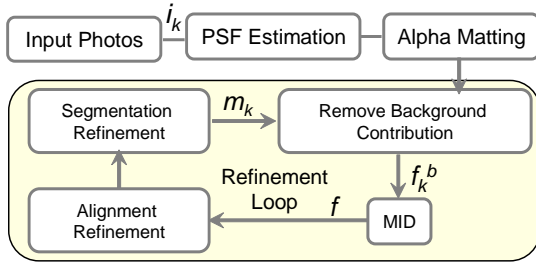 i_k
Input Photos
PSF Estimation
Alpha Matting
Segmentation
Refinement
m_k
Remove Background
Contribution
Refinement
Loop
f
f_k^b
MID
Alignment
Refinement